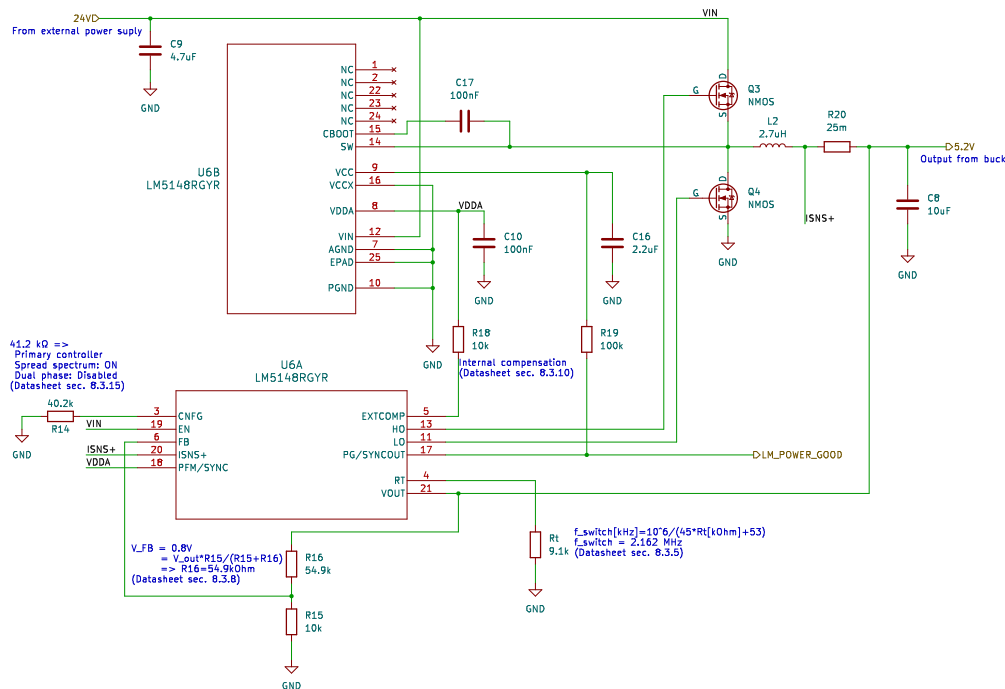 24V
From external power suply
C9
4.7uF
GND
VIN
NC 1
NC 2
NC 22
NC 23
NC 24
CBOOT 15
SW 14
VCC 9
VCCX 16
VDDA 8
VIN 12
AGND 7
EPAD 25
PGND 10
U6B
LM5148RGYR
C17
100nF
D
G
S
Q3
NMOS
L2
2.7uH
R20
25m
5.2V
Output from buck
D
G
S
Q4
NMOS
ISNS+
C8
10uF
GND
GND
VDDA
C10
100nF
GND
C16
2.2uF
GND
R18
10k
R19
100k
GND
Internal compensation
(Datasheet sec. 8.3.10)
41.2 kΩ =>
Primary controller
Spread spectrum: ON
Dual phase: Disabled
(Datasheet sec. 8.3.15)
40.2k
R14
GND
VIN
ISNS+
VDDA
U6A
LM5148RGYR
3 CNFG
19 EN
6 FB
20 ISNS+
18 PFM/SYNC
EXTCOMP 5
HO 13
LO 11
PG/SYNCOUT 17
RT 4
VOUT 21
LM_POWER_GOOD
V_FB = 0.8V
= V_out*R15/(R15+R16)
=> R16=54.9kOhm
(Datasheet sec. 8.3.8)
R16
54.9k
R15
10k
GND
Rt
9.1k
GND
f_switch[kHz]=10^6/(45*Rt[kOhm]+53)
f_switch = 2.162 MHz
(Datasheet sec. 8.3.5)